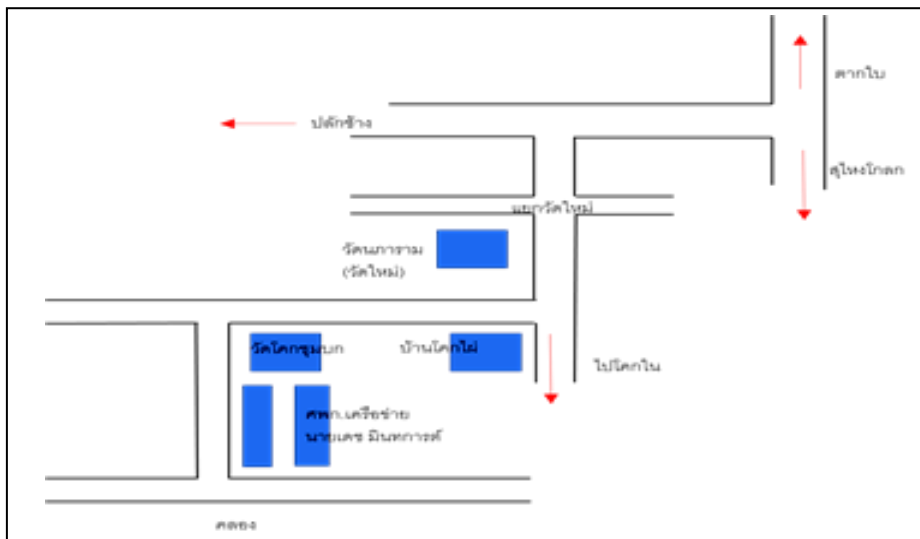 ตากใบ
ปลักช้าง
สุไหงโกลก
แยกวัดใหม่
วัดนภาราม
(วัดใหม่)
วัดโคกชุมบก
บ้านโคกไผ่
ไปโคกใน
ศพก.เครือข่าย
นายเดช มินทการต์
คลอง